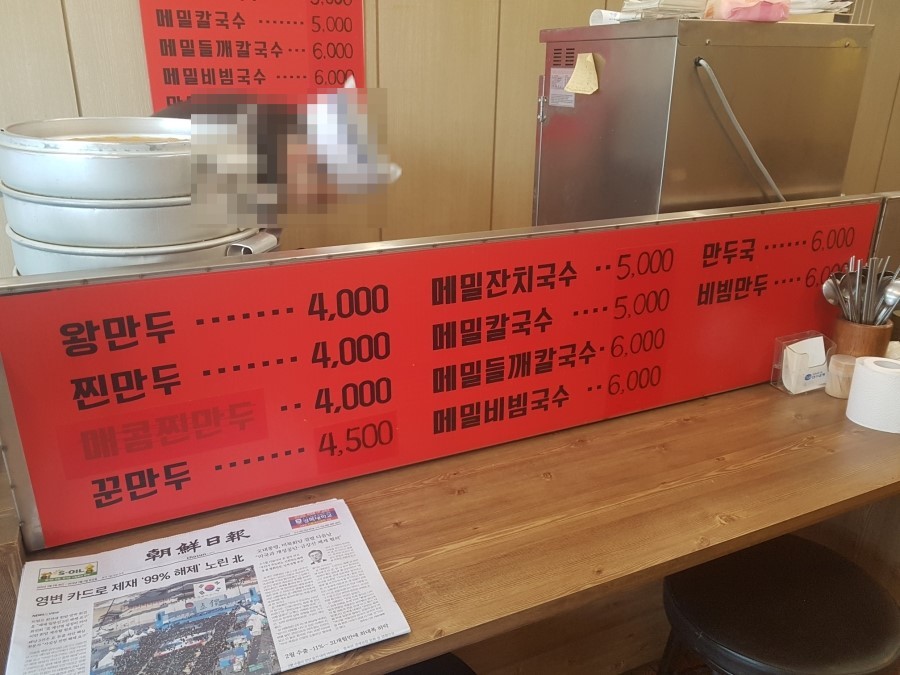 5,000
메밀칼국수 ······ 5,000
메밀들깨칼국수 ··· 6,000
메밀비빔국수 ····· 6,000
왕만두 ······· 4,000
찐만두 ······· 4,000
매콤찐만두 ·· 4,000
꾼만두 ······· 4,500
메밀잔치국수 ·· 5,000
메밀칼국수 ···· 5,000
메밀들깨칼국수· 6,000
메밀비빔국수 ·· 6,000
만두국 ······ 6,000
비빔만두 ····
朝鮮日報
S-OIL
영변 카드로 제재 '99% 해제' 노린 北